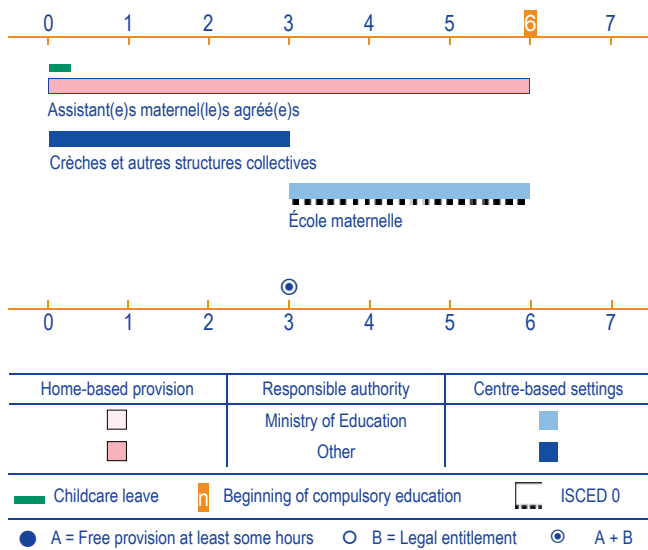 0 1 2 3 4 5 6 7
Assistant(e)s maternel(le)s agréé(e)s
Crèches et autres structures collectives
École maternelle
0 1 2 3 4 5 6 7
Home-based provision Responsible authority Centre-based settings
Ministry of Education
Other
Childcare leave n Beginning of compulsory education ISCED 0
A = Free provision at least some hours B = Legal entitlement A + B